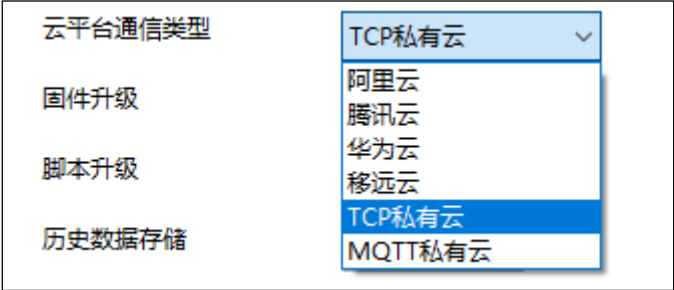 云平台通信类型
TCP私有云
阿里云
固件升级
腾讯云
华为云
脚本升级
移远云
TCP私有云
历史数据存储
MQTT私有云